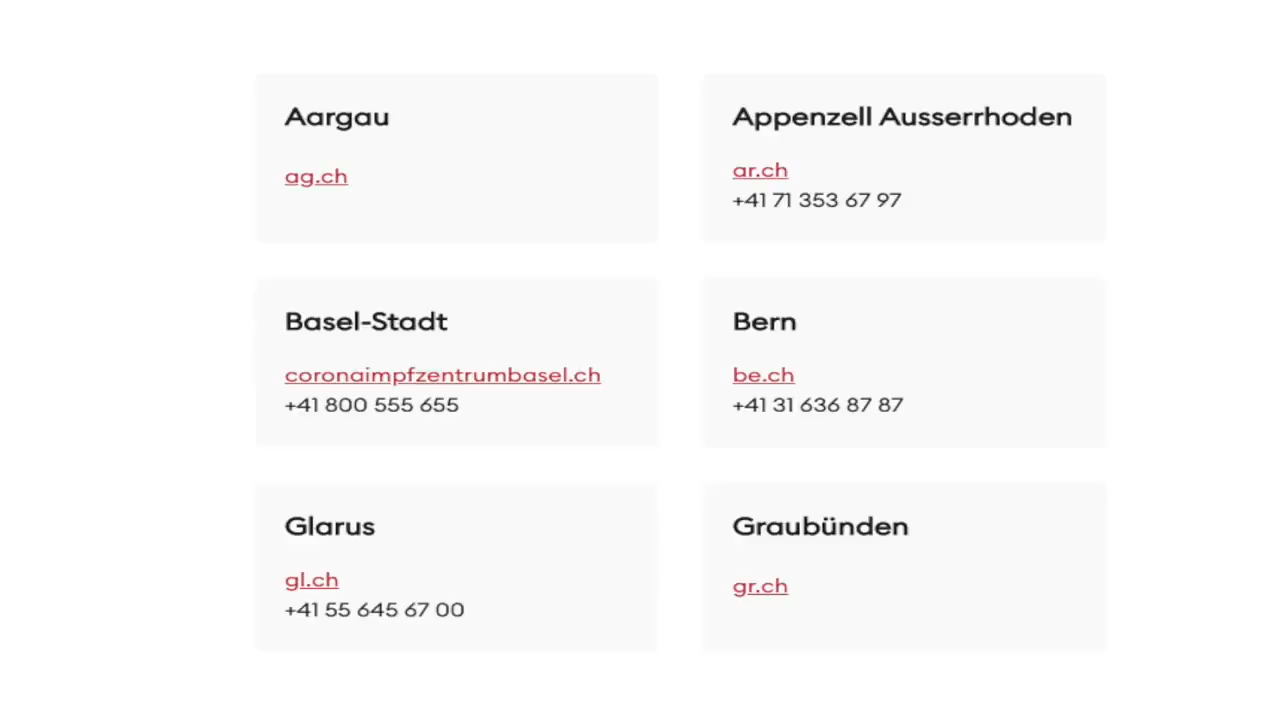 Aargau
ag.ch
Appenzell Ausserrhoden
ar.ch
+41 71 353 67 97
Basel-Stadt
coronaimpfzentrumbasel.ch
+41 800 555 655
Bern
be.ch
+41 31 636 87 87
Glarus
gl.ch
+41 55 645 67 00
Graubünden
gr.ch